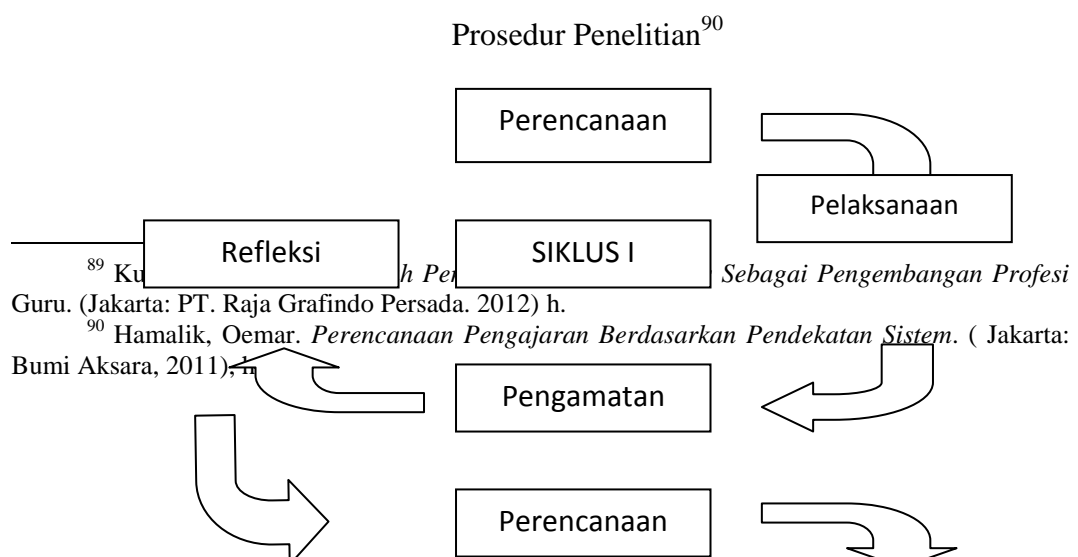 Prosedur Penelitian90
Perencanaan
Pelaksanaan
Refleksi
SIKLUS I
89 Ku h Per Sebagai Pengembangan Profesi
Guru. (Jakarta: PT. Raja Grafindo Persada. 2012) h.
90 Hamalik, Oemar. Perencanaan Pengajaran Berdasarkan Pendekatan Sistem. ( Jakarta:
Bumi Aksara, 2011), h
Pengamatan
Perencanaan